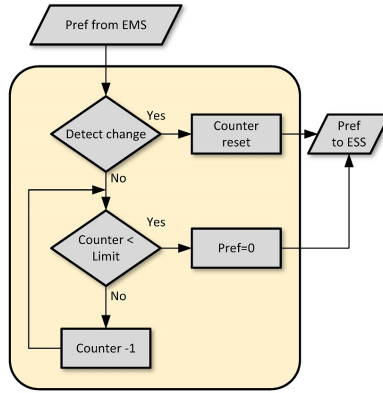 Pref from EMS
Detect change
Yes
Counter
reset
Pref
to ESS
No
Counter <
Limit
Yes
Pref=0
No
Counter -1